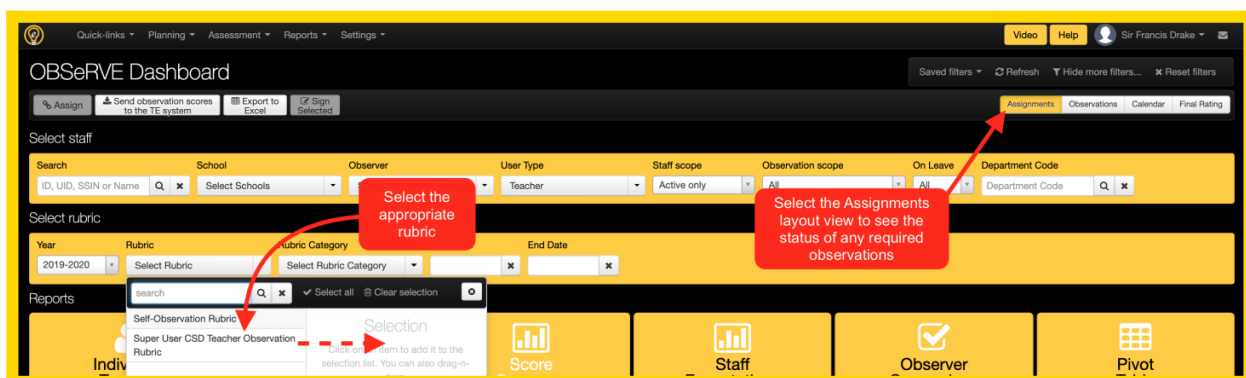 Quick-links Planning Assessment Reports Settings Video Help Sir Francis Drake
OBSeRVE Dashboard
Saved filters Refresh Hide more filters... Reset filters
Assign
Send observation scores
to the TE system
Export to
Excel
Sign
Selected
Assignments Observations Calendar Final Rating
Select staff
Search School Observer User Type Staff scope Observation scope On Leave Department Code
ID, UID, SSIN or Name Select Schools Teacher Active only All All Department Code
Select the
appropriate
rubric
Select the Assignments
layout view to see the
status of any required
observations
Select rubric
Year Rubric Rubric Category End Date
2019-2020 Select Rubric Select Rubric Category
search Select all Clear selection
Reports
Self-Observation Rubric
Super User CSD Teacher Observation
Rubric
Selection
Click on an item to add it to the
selection list. You can also drag-n-
Score
Staff
Observer
Pivot